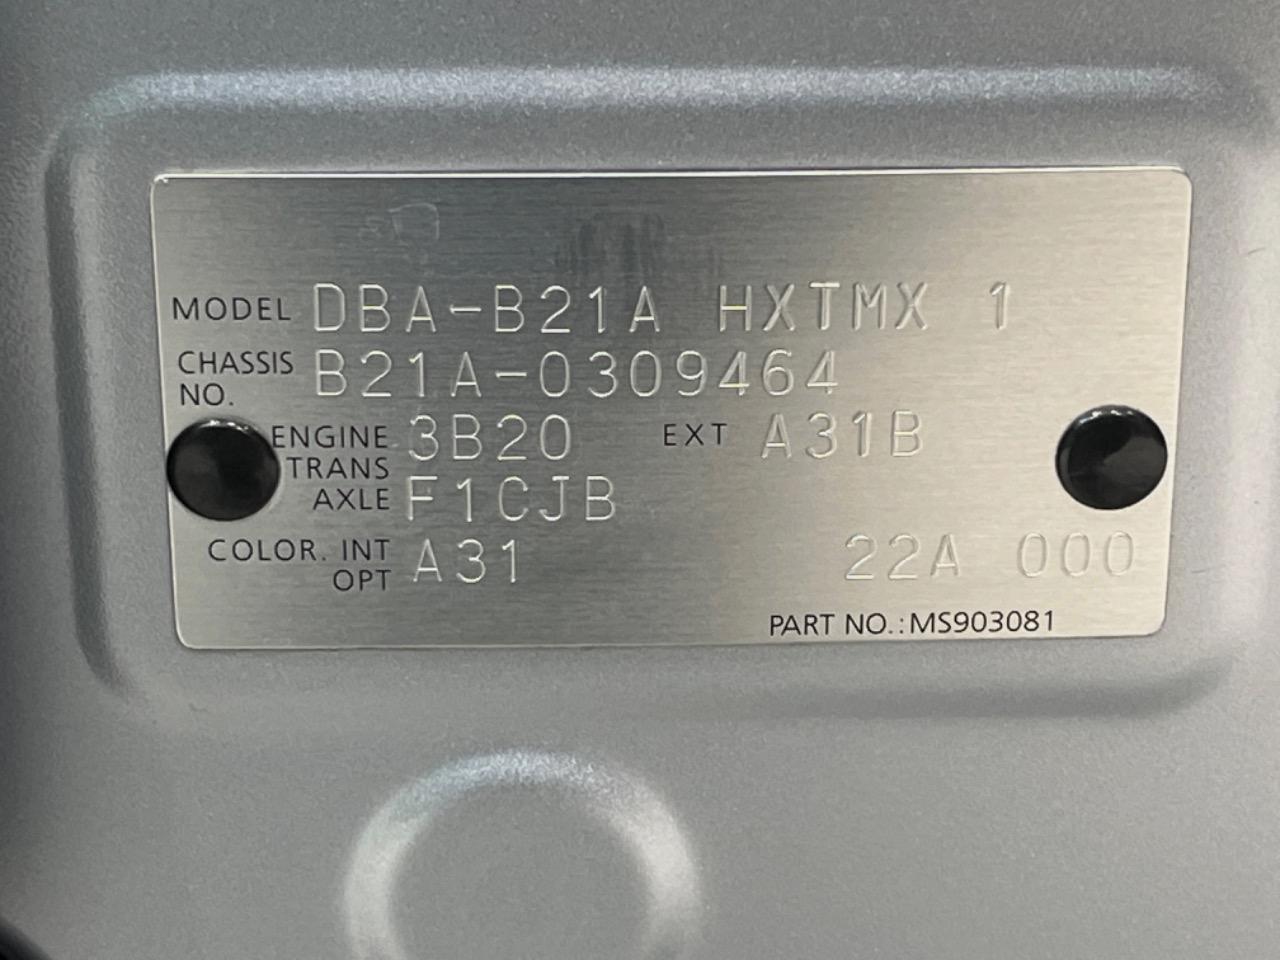 MODEL DBA-B21A HXTMX 1
CHASSIS NO. B21A-0309464
ENGINE 3B20 EXT A31B
TRANS AXLE F1CJB
COLOR. INT A31 22A 000
OPT
PART NO.:MS903081